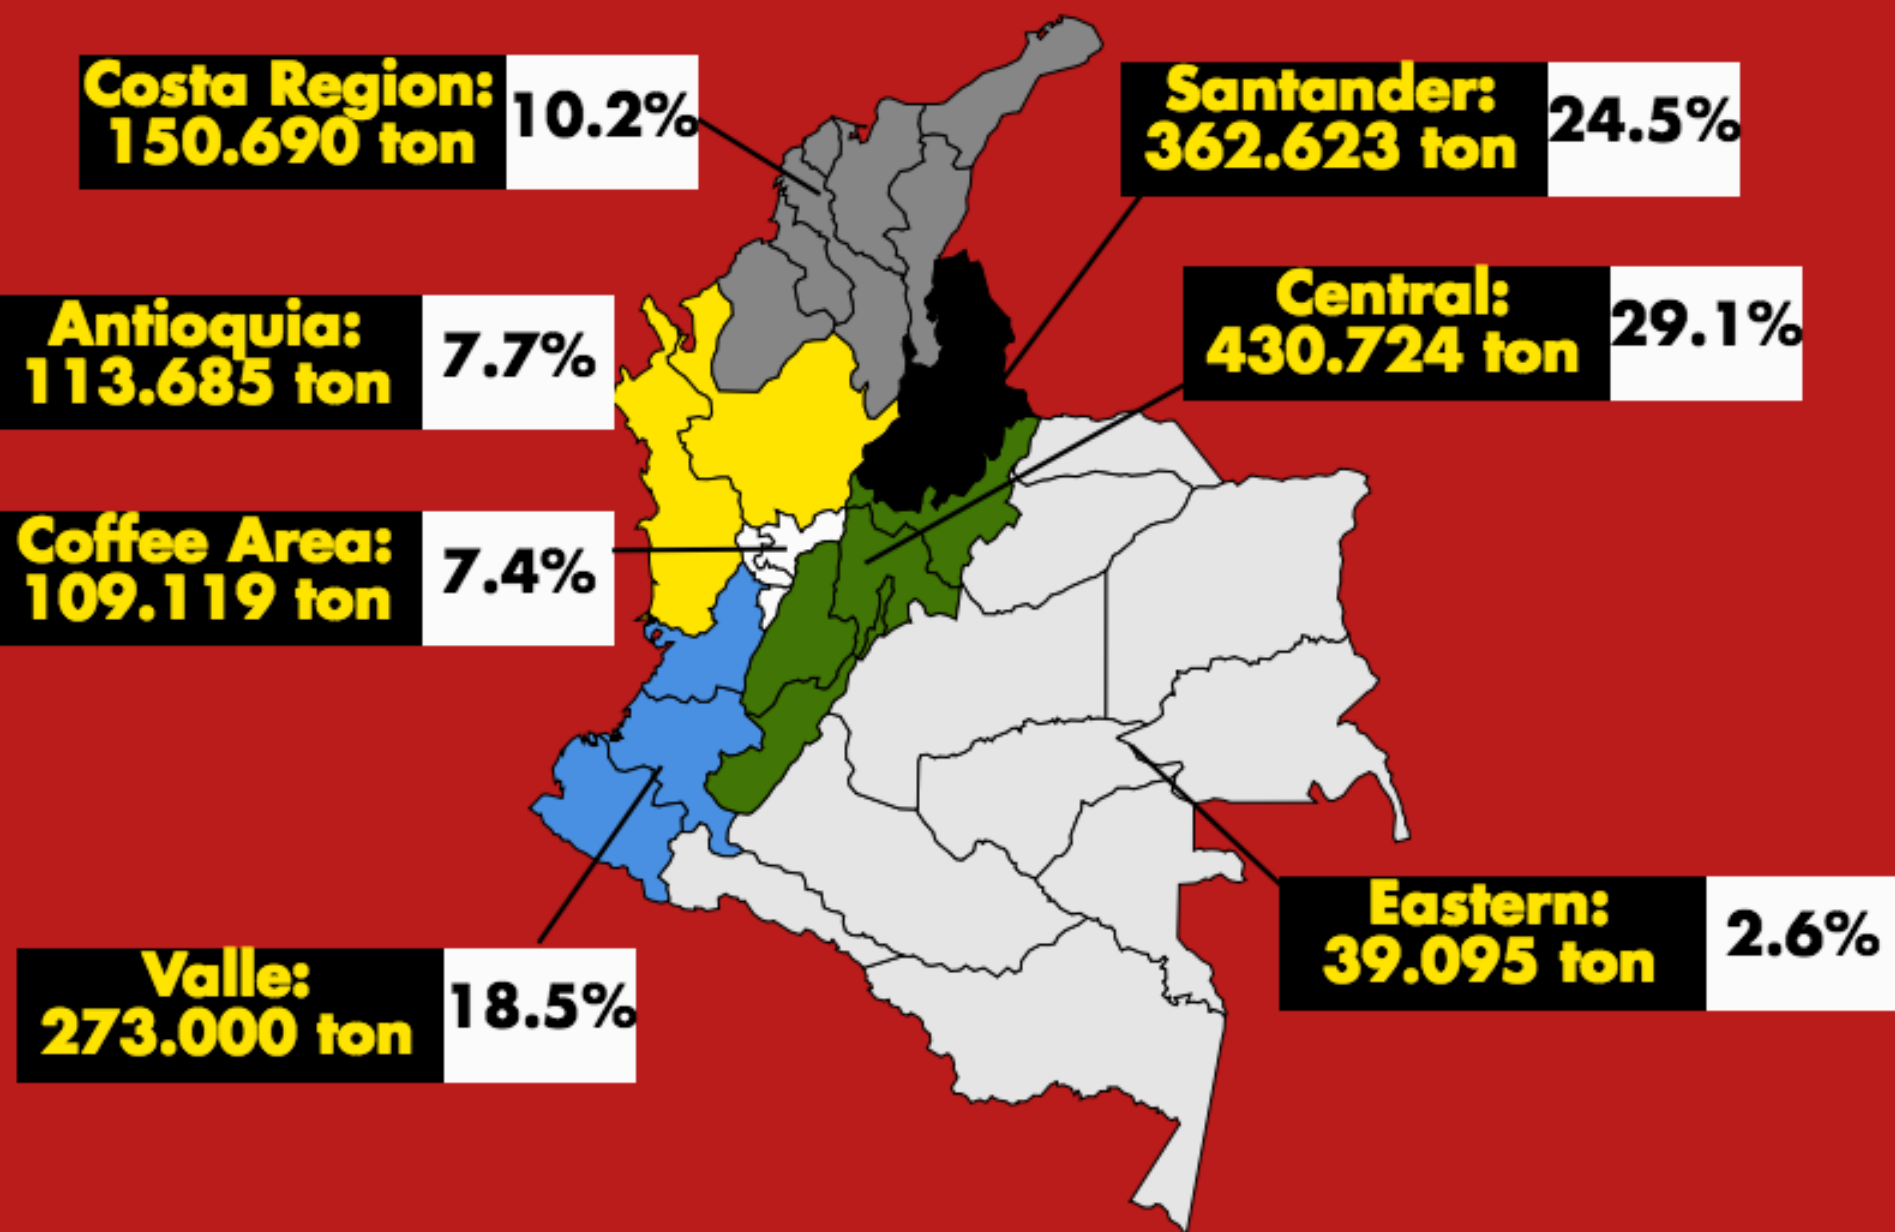 Costa Region:
150.690 ton
10.2%
Santander:
362.623 ton
24.5%
Central:
430.724 ton
29.1%
Antioquia:
113.685 ton
7.7%
Coffee Area:
109.119 ton
7.4%
Eastern:
39.095 ton
2.6%
Valle:
273.000 ton
18.5%